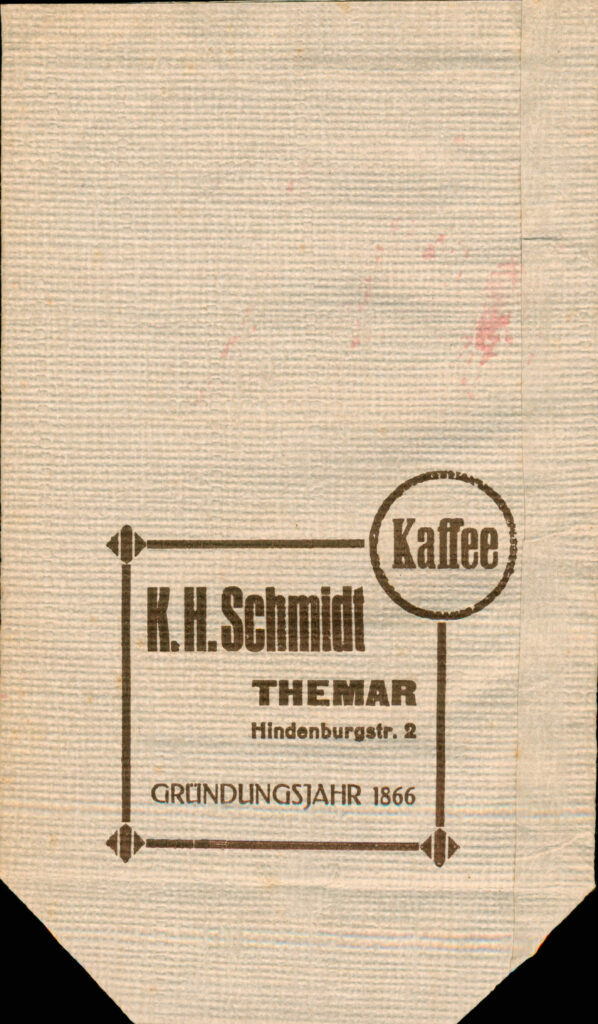 Kaffee
K. H. Schmidt
THEMAR
Hindenburgstr. 2
GRÜNDUNGSJAHR 1866